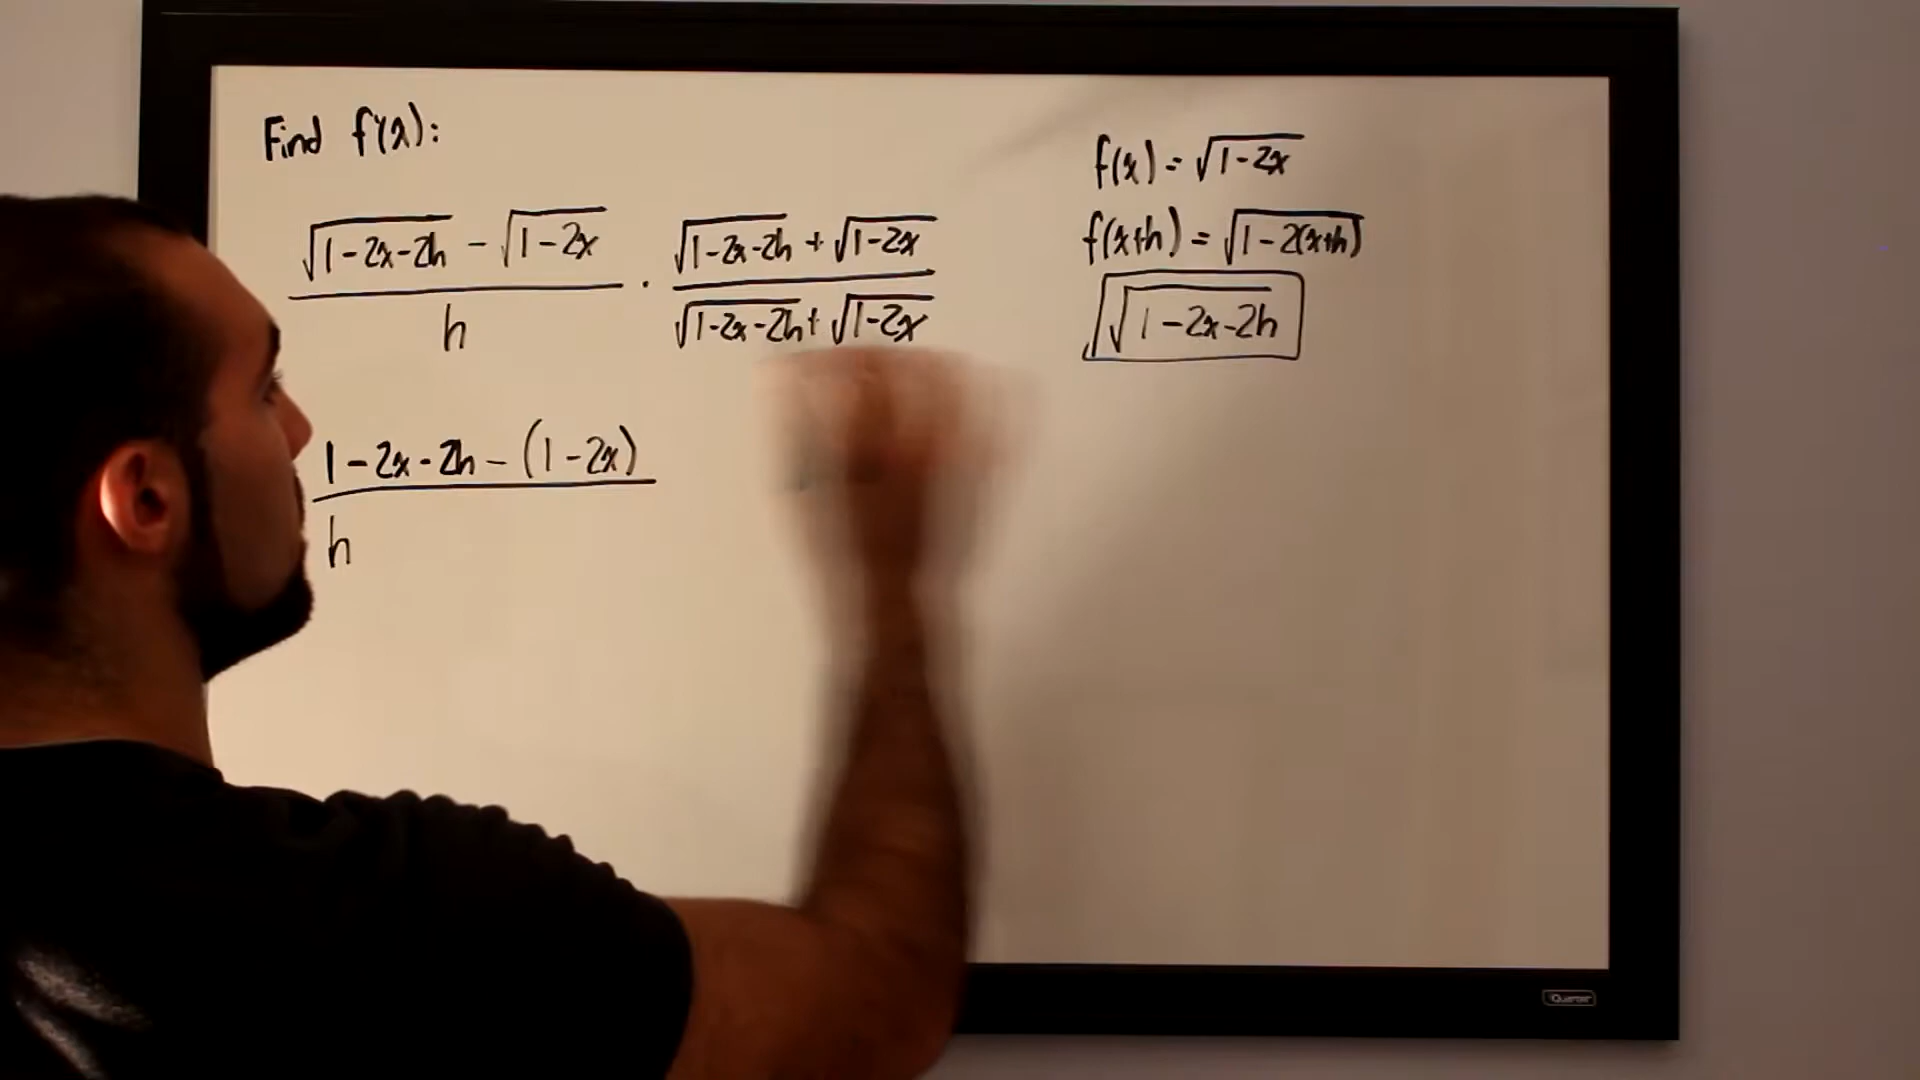 Find f'(x):
√(1-2x-2h) - √(1-2x) / h · √(1-2x-2h) + √(1-2x) / √(1-2x-2h) + √(1-2x)
1-2x-2h-(1-2x) / h
f(x) = √(1-2x)
f(x+h) = √(1-2(x+h))
√(1-2x-2h)
Quartet